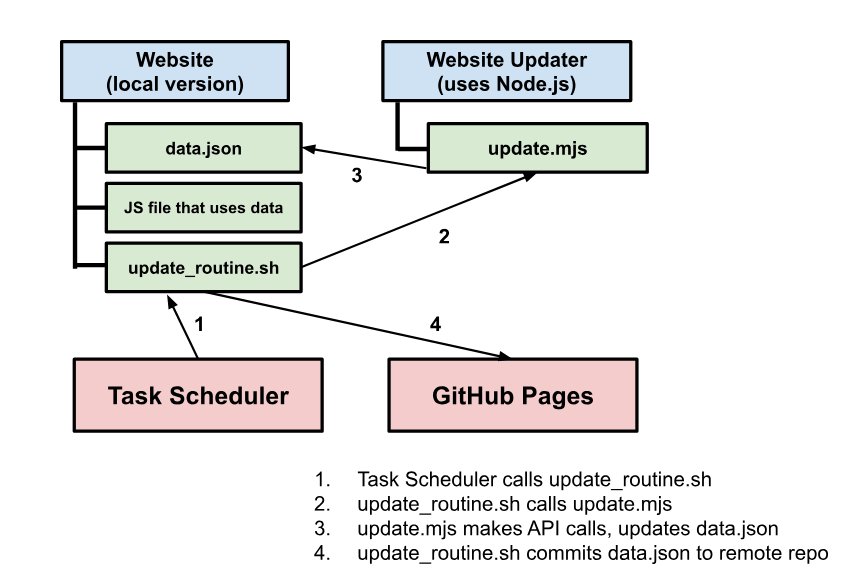 Website
(local version)
Website Updater
(uses Node.js)
data.json
update.mjs
3
JS file that uses data
2
update_routine.sh
1
4
Task Scheduler
GitHub Pages
1. Task Scheduler calls update_routine.sh
2. update_routine.sh calls update.mjs
3. update.mjs makes API calls, updates data.json
4. update_routine.sh commits data.json to remote repo